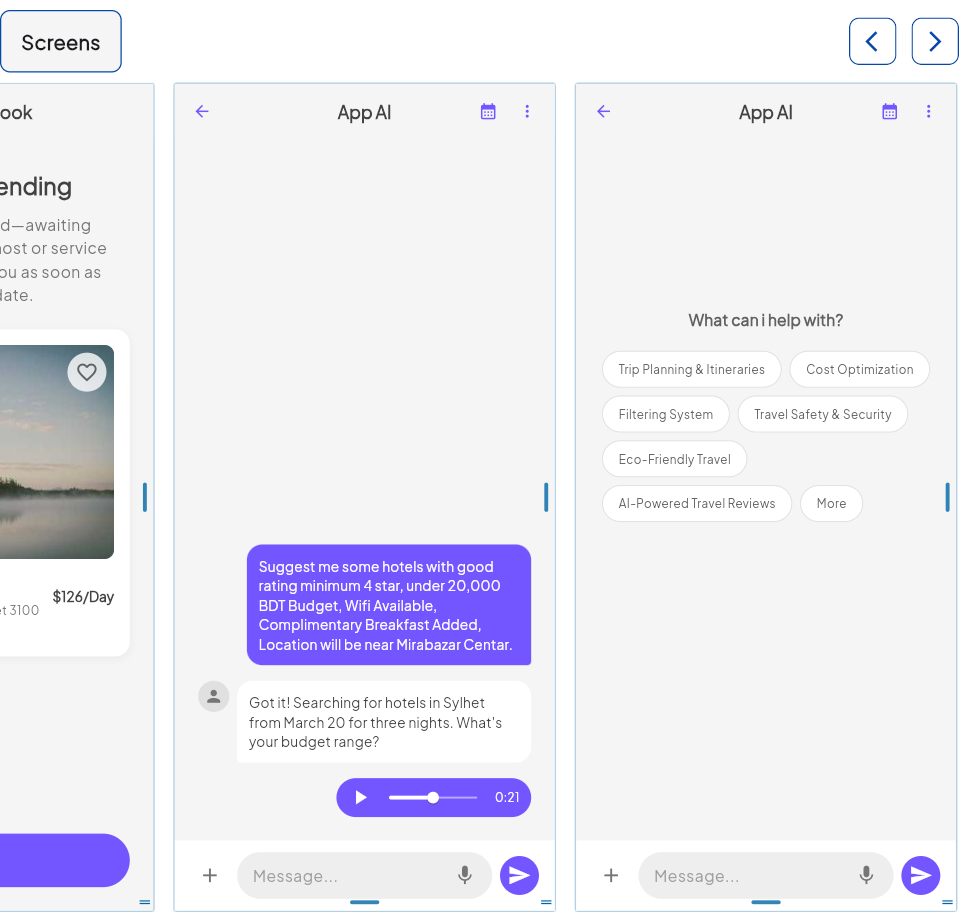 Screens
ook
ending
d—awaiting
ost or service
ou as soon as
date.
$126/Day
et 3100
App AI
Suggest me some hotels with good
rating minimum 4 star, under 20,000
BDT Budget, Wifi Available,
Complimentary Breakfast Added,
Location will be near Mirabazar Centar.
Got it! Searching for hotels in Sylhet
from March 20 for three nights. What's
your budget range?
0:21
Message...
App AI
What can i help with?
Trip Planning & Itineraries
Cost Optimization
Filtering System
Travel Safety & Security
Eco-Friendly Travel
AI-Powered Travel Reviews
More
Message...